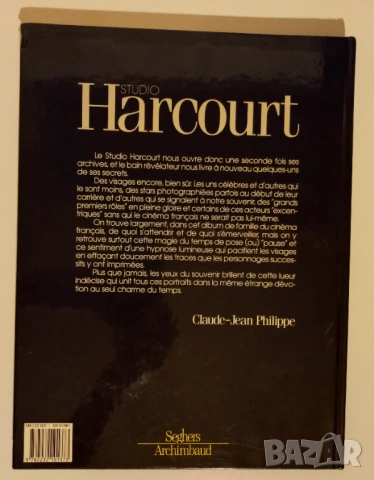 STUDIO
Harcourt
Le Studio Harcourt nous ouvre donc une seconde fois ses
archives, et le bain révélateur nous livre à nouveau quelques-uns
de ses secrets.
Des visages encore, bien sûr. Les uns célèbres et d'autres qui
le sont moins, des stars photographiées parfois au début de leur
carrière et d'autres qui se signalent à notre souvenir, des "grands
premiers rôles" en pleine gloire et certains de ces acteurs "excen-
triques" sans qui le cinéma français ne serait pas lui-même.
On trouve largement, dans cet album de famille du cinéma
français, de quoi s'attendrir et de quoi s'émerveiller, mais on y
retrouve surtout cette magie du temps de pose (ou) "pause" et
ce sentiment d'une hypnose lumineuse qui pacifient les visages
en effaçant doucement les traces que les personnages succes-
sifs y ont imprimées.
Plus que jamais, les yeux du souvenir brillent de cette lueur
indécise qui unit tous ces portraits dans la même étrange dévo-
tion au seul charme du temps.
Claude-Jean Philippe
Seghers
Archimbaud
BAZAR